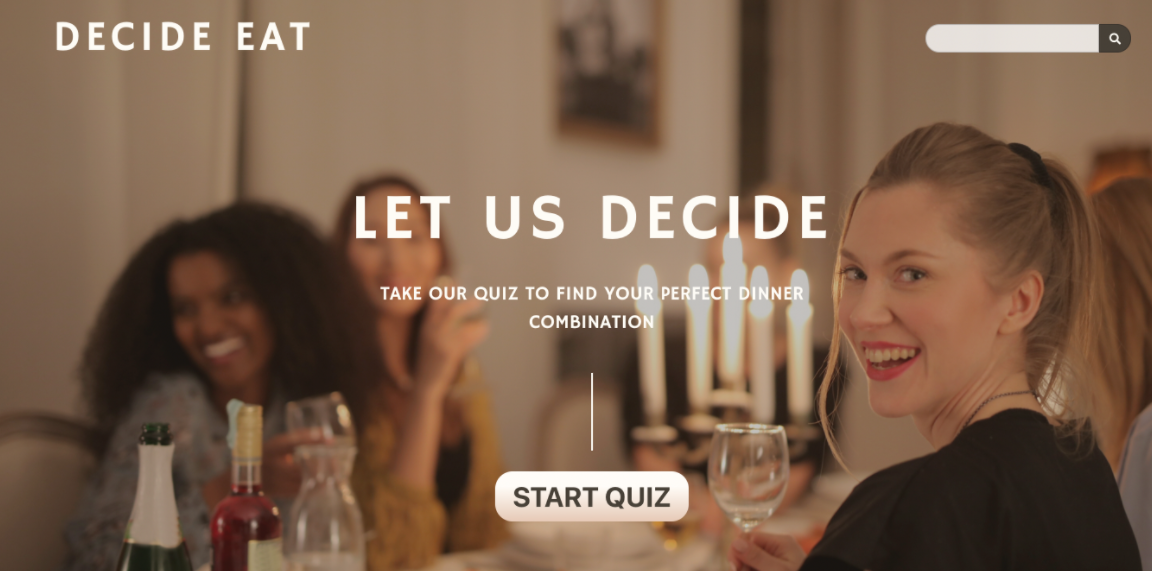 DECIDE EAT
LET US DECIDE
TAKE OUR QUIZ TO FIND YOUR PERFECT DINNER
COMBINATION
START QUIZ